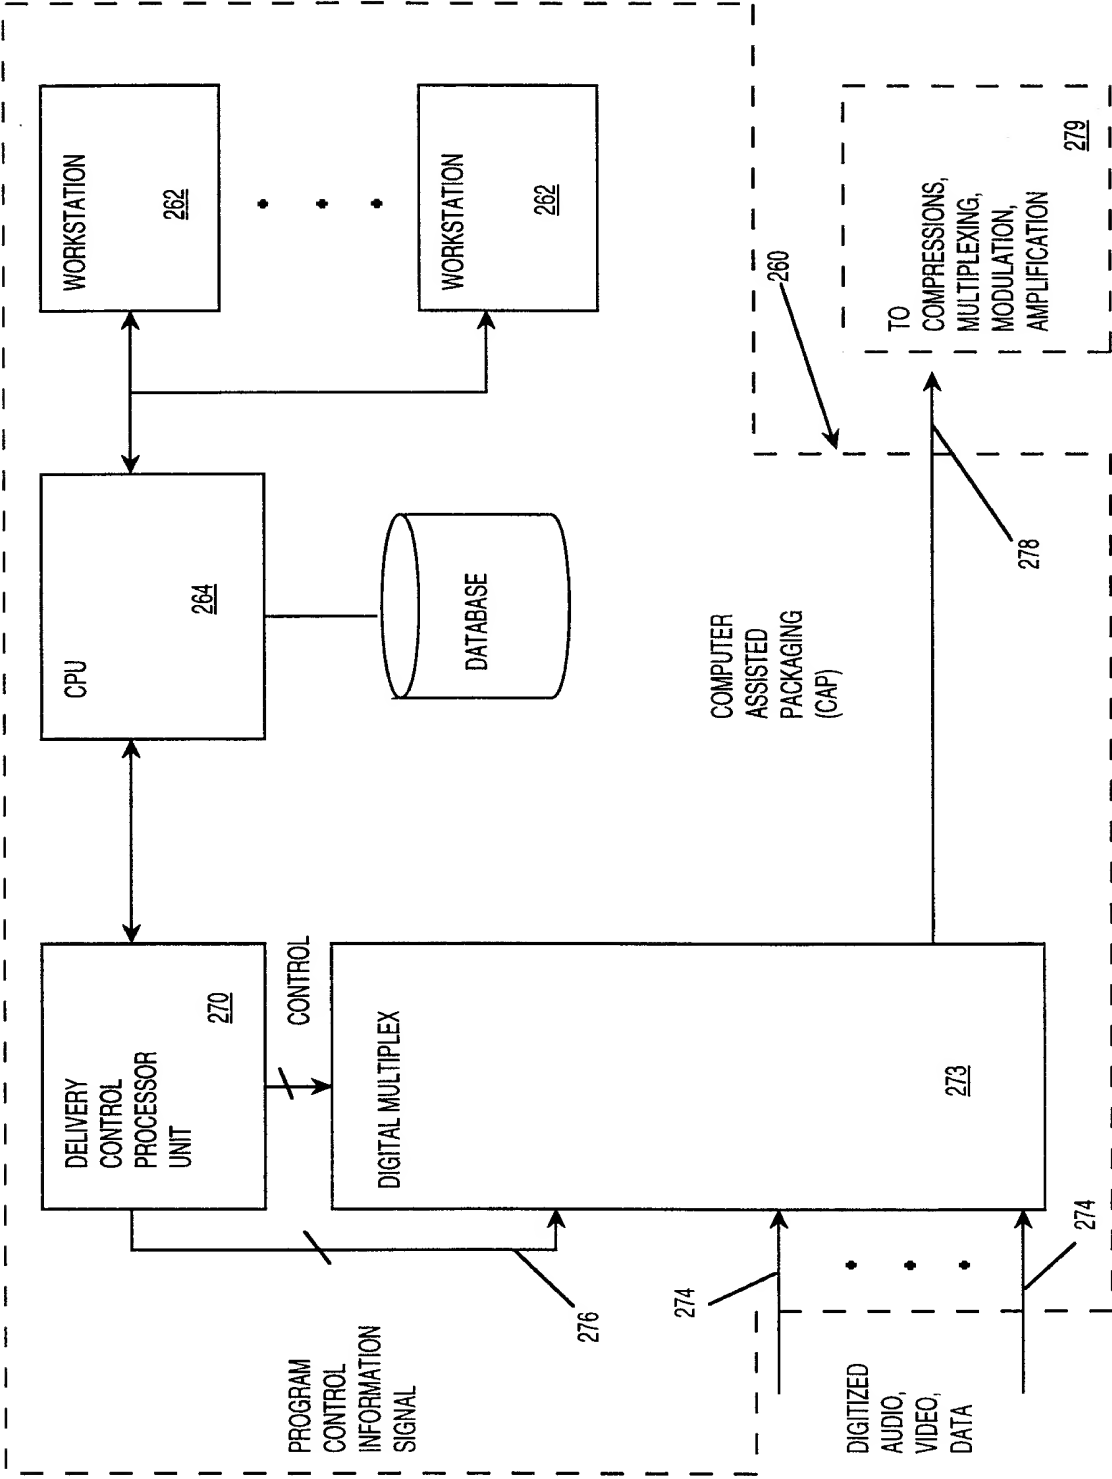 DELIVERY
CONTROL
PROCESSOR
UNIT
270
CPU
264
WORKSTATION
262
WORKSTATION
262
DATABASE
CONTROL
PROGRAM
CONTROL
INFORMATION
SIGNAL
276
DIGITAL MULTIPLEX
273
COMPUTER
ASSISTED
PACKAGING
(CAP)
260
274
274
DIGITIZED
AUDIO,
VIDEO,
DATA
278
TO
COMPRESSIONS,
MULTIPLEXING,
MODULATION,
AMPLIFICATION
279